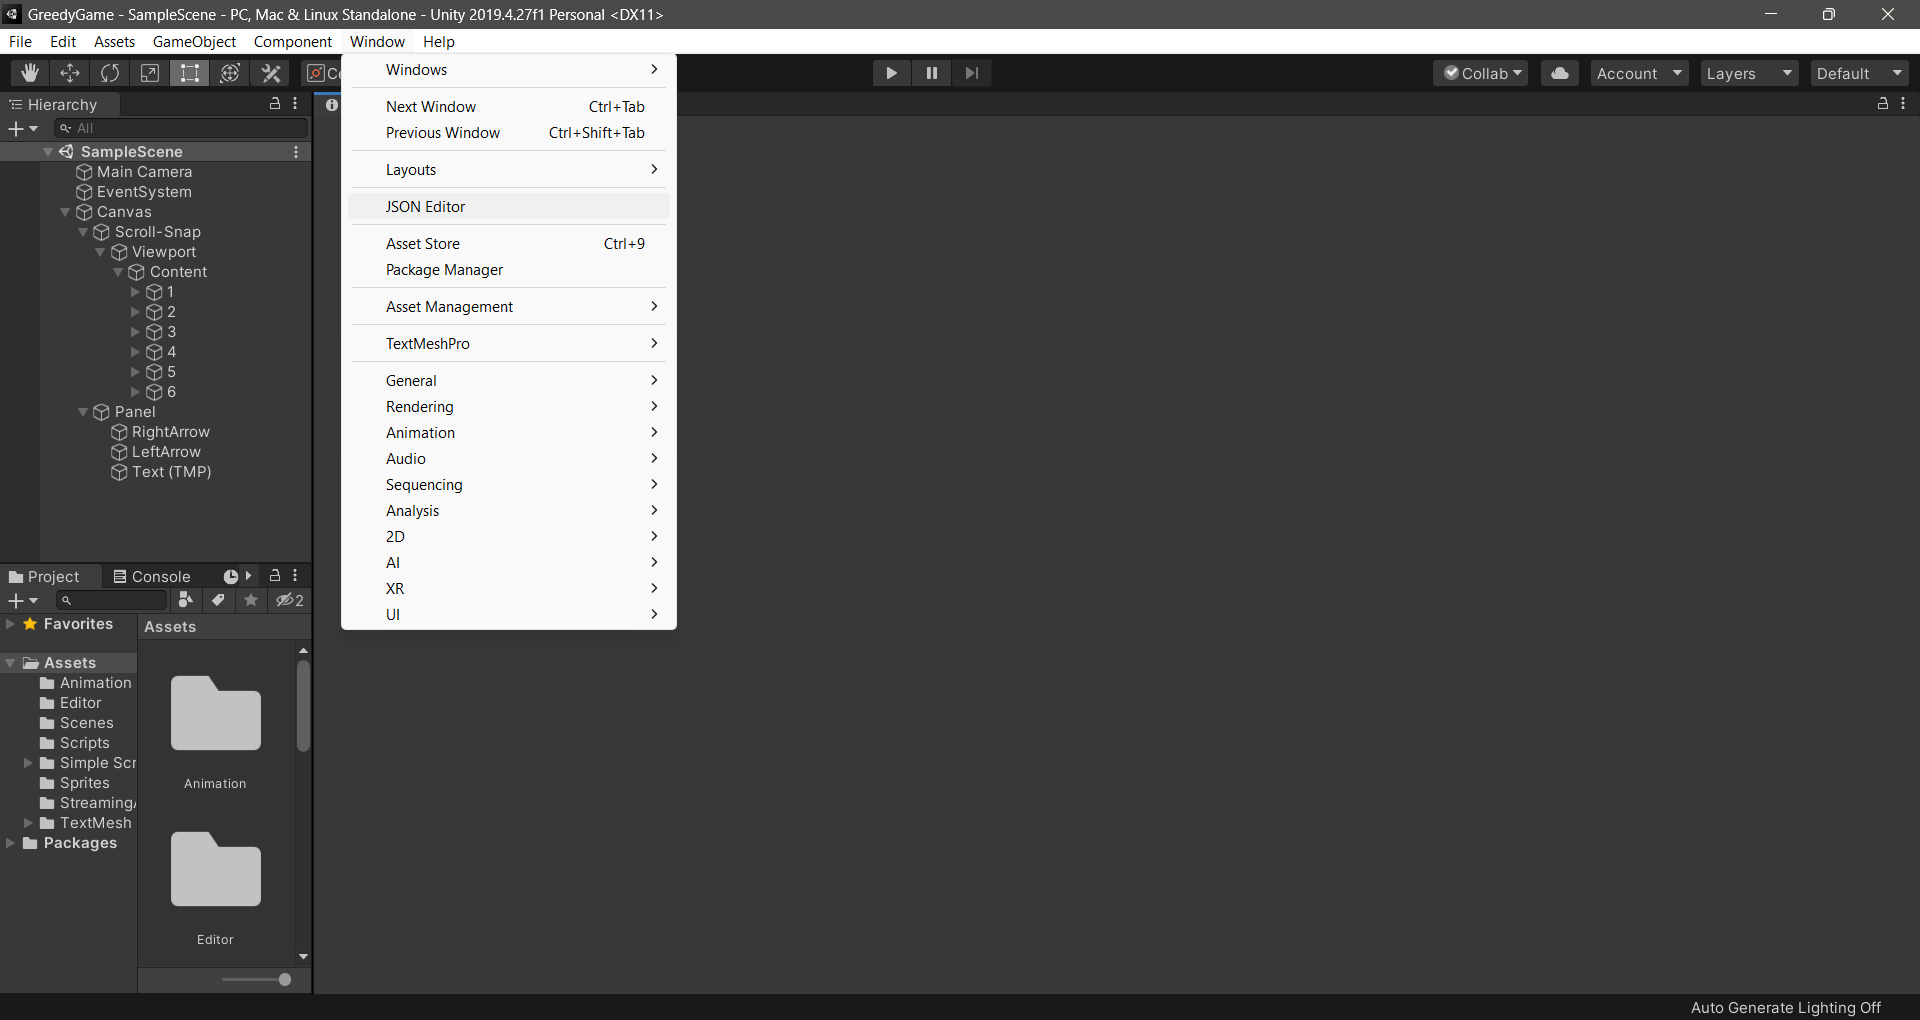 GreedyGame - SampleScene - PC, Mac & Linux Standalone - Unity 2019.4.27f1 Personal <DX11>
File Edit Assets GameObject Component Window Help
Collab Account Layers Default
Hierarchy
All
SampleScene
Main Camera
EventSystem
Canvas
Scroll-Snap
Viewport
Content
1
2
3
4
5
6
Panel
RightArrow
LeftArrow
Text (TMP)
Windows
Next Window Ctrl+Tab
Previous Window Ctrl+Shift+Tab
Layouts
JSON Editor
Asset Store Ctrl+9
Package Manager
Asset Management
TextMeshPro
General
Rendering
Animation
Audio
Sequencing
Analysis
2D
AI
XR
UI
Project Console
2
Favorites
Assets
Animation
Editor
Scenes
Scripts
Simple Scr
Sprites
Streaming
TextMesh
Packages
Assets
Animation
Editor
Auto Generate Lighting Off